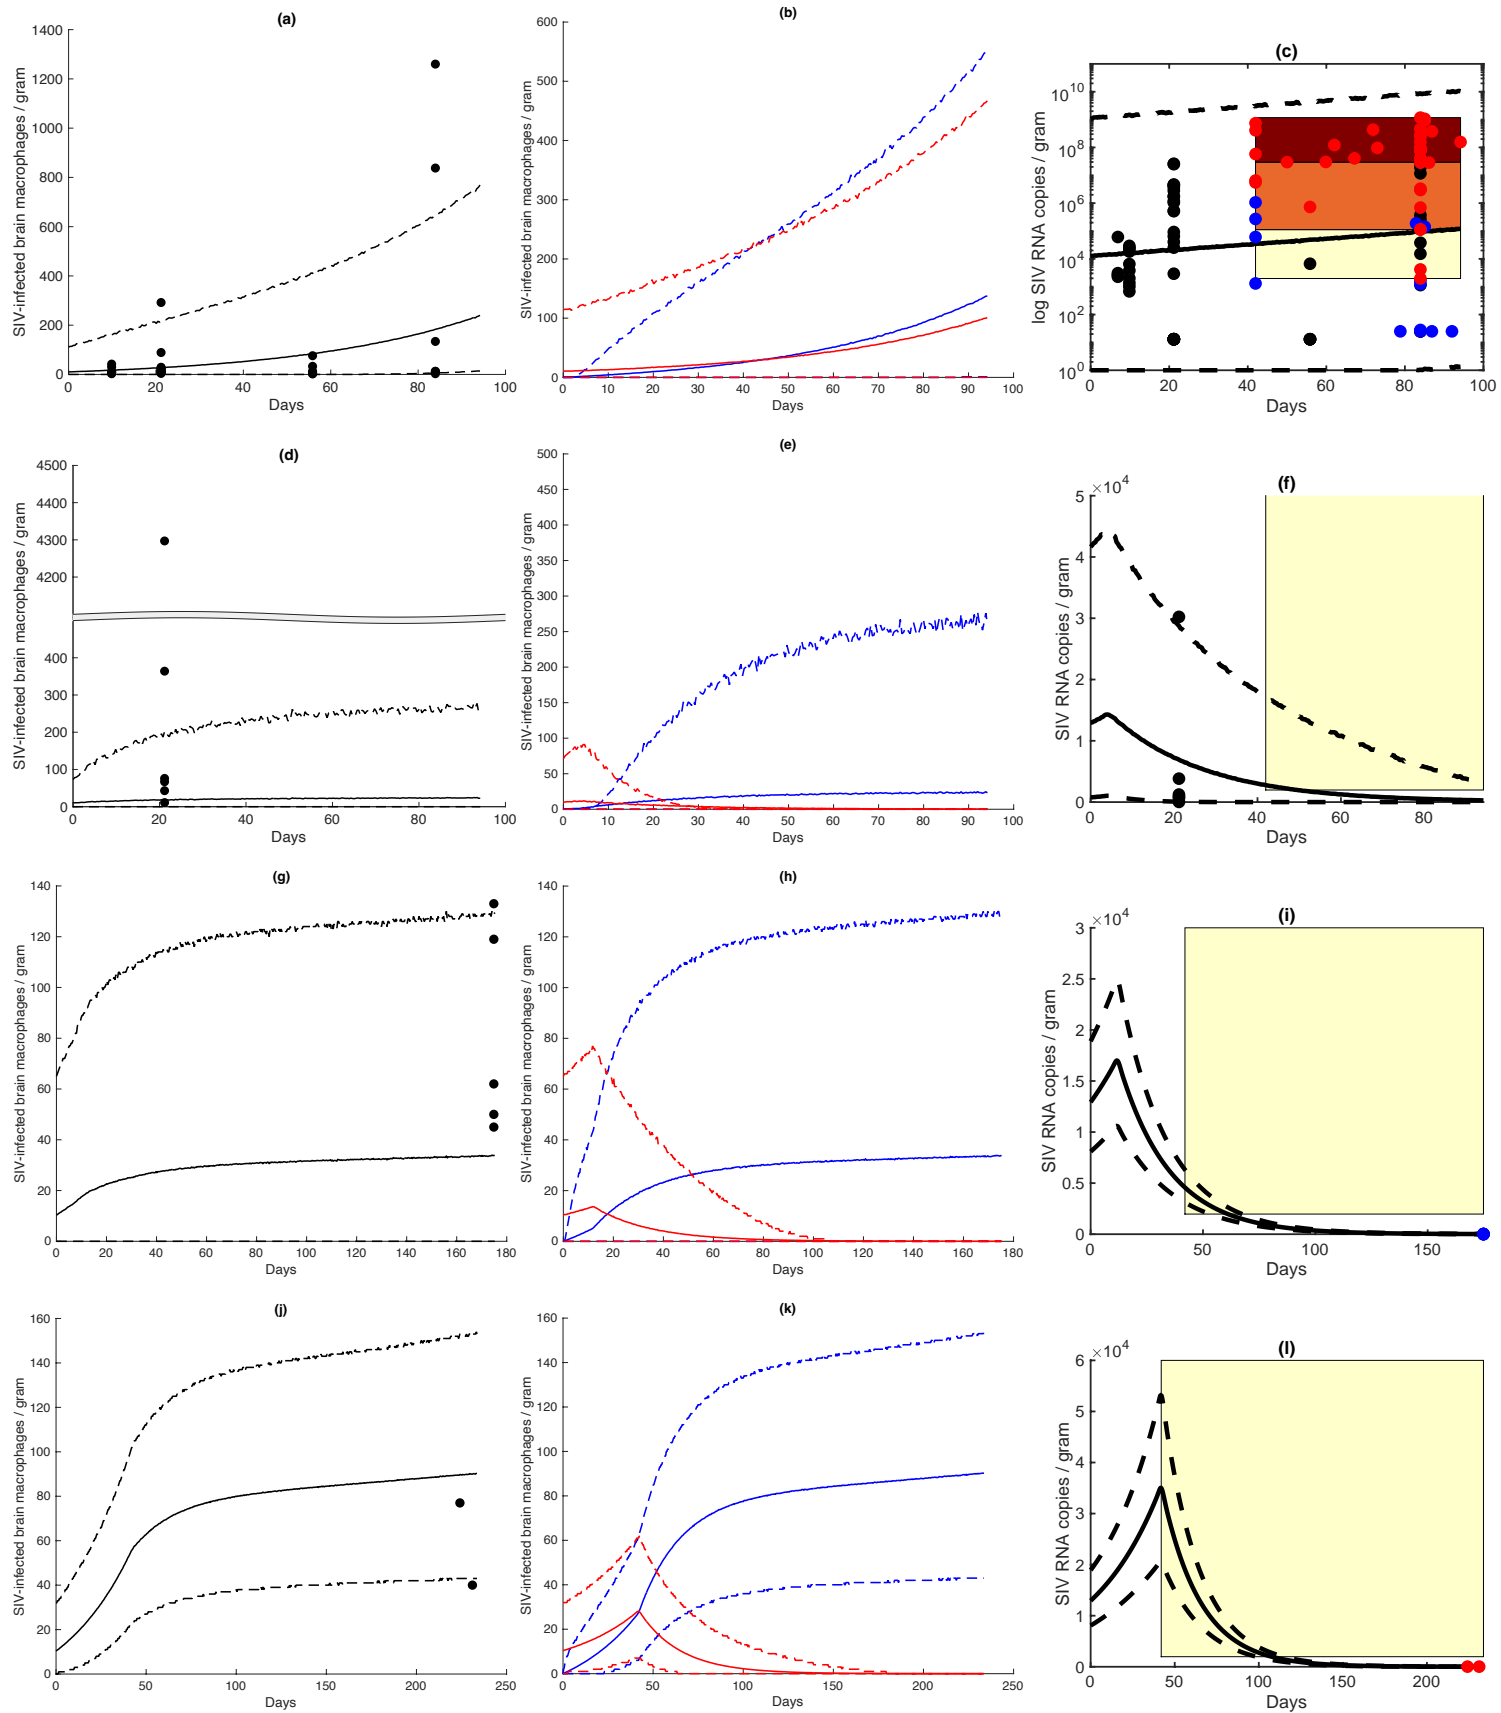 (a)
SIV-infected brain macrophages / gram
1400
1200
1000
800
600
400
200
0
0 20 40 60 80 100
Days
(b)
SIV-infected brain macrophages / gram
600
500
400
300
200
100
0
0 10 20 30 40 50 60 70 80 90 100
Days
(c)
log SIV RNA copies / gram
10^10
10^8
10^6
10^4
10^2
10^0
0 20 40 60 80 100
Days
(d)
SIV-infected brain macrophages / gram
4500
4400
4300
4200
400
300
200
100
0
0 20 40 60 80 100
Days
(e)
SIV-infected brain macrophages / gram
500
450
400
350
300
250
200
150
100
50
0
0 10 20 30 40 50 60 70 80 90 100
Days
(f)
×10^4
SIV RNA copies / gram
5
4
3
2
1
0
0 20 40 60 80
Days
(g)
SIV-infected brain macrophages / gram
140
120
100
80
60
40
20
0
0 20 40 60 80 100 120 140 160 180
Days
(h)
SIV-infected brain macrophages / gram
140
120
100
80
60
40
20
0
0 20 40 60 80 100 120 140 160 180
Days
(i)
×10^4
SIV RNA copies / gram
3
2.5
2
1.5
1
0.5
0
0 50 100 150
Days
(j)
SIV-infected brain macrophages / gram
160
140
120
100
80
60
40
20
0
0 50 100 150 200 250
Days
(k)
SIV-infected brain macrophages / gram
160
140
120
100
80
60
40
20
0
0 50 100 150 200 250
Days
(l)
×10^4
SIV RNA copies / gram
6
5
4
3
2
1
0
0 50 100 150 200
Days